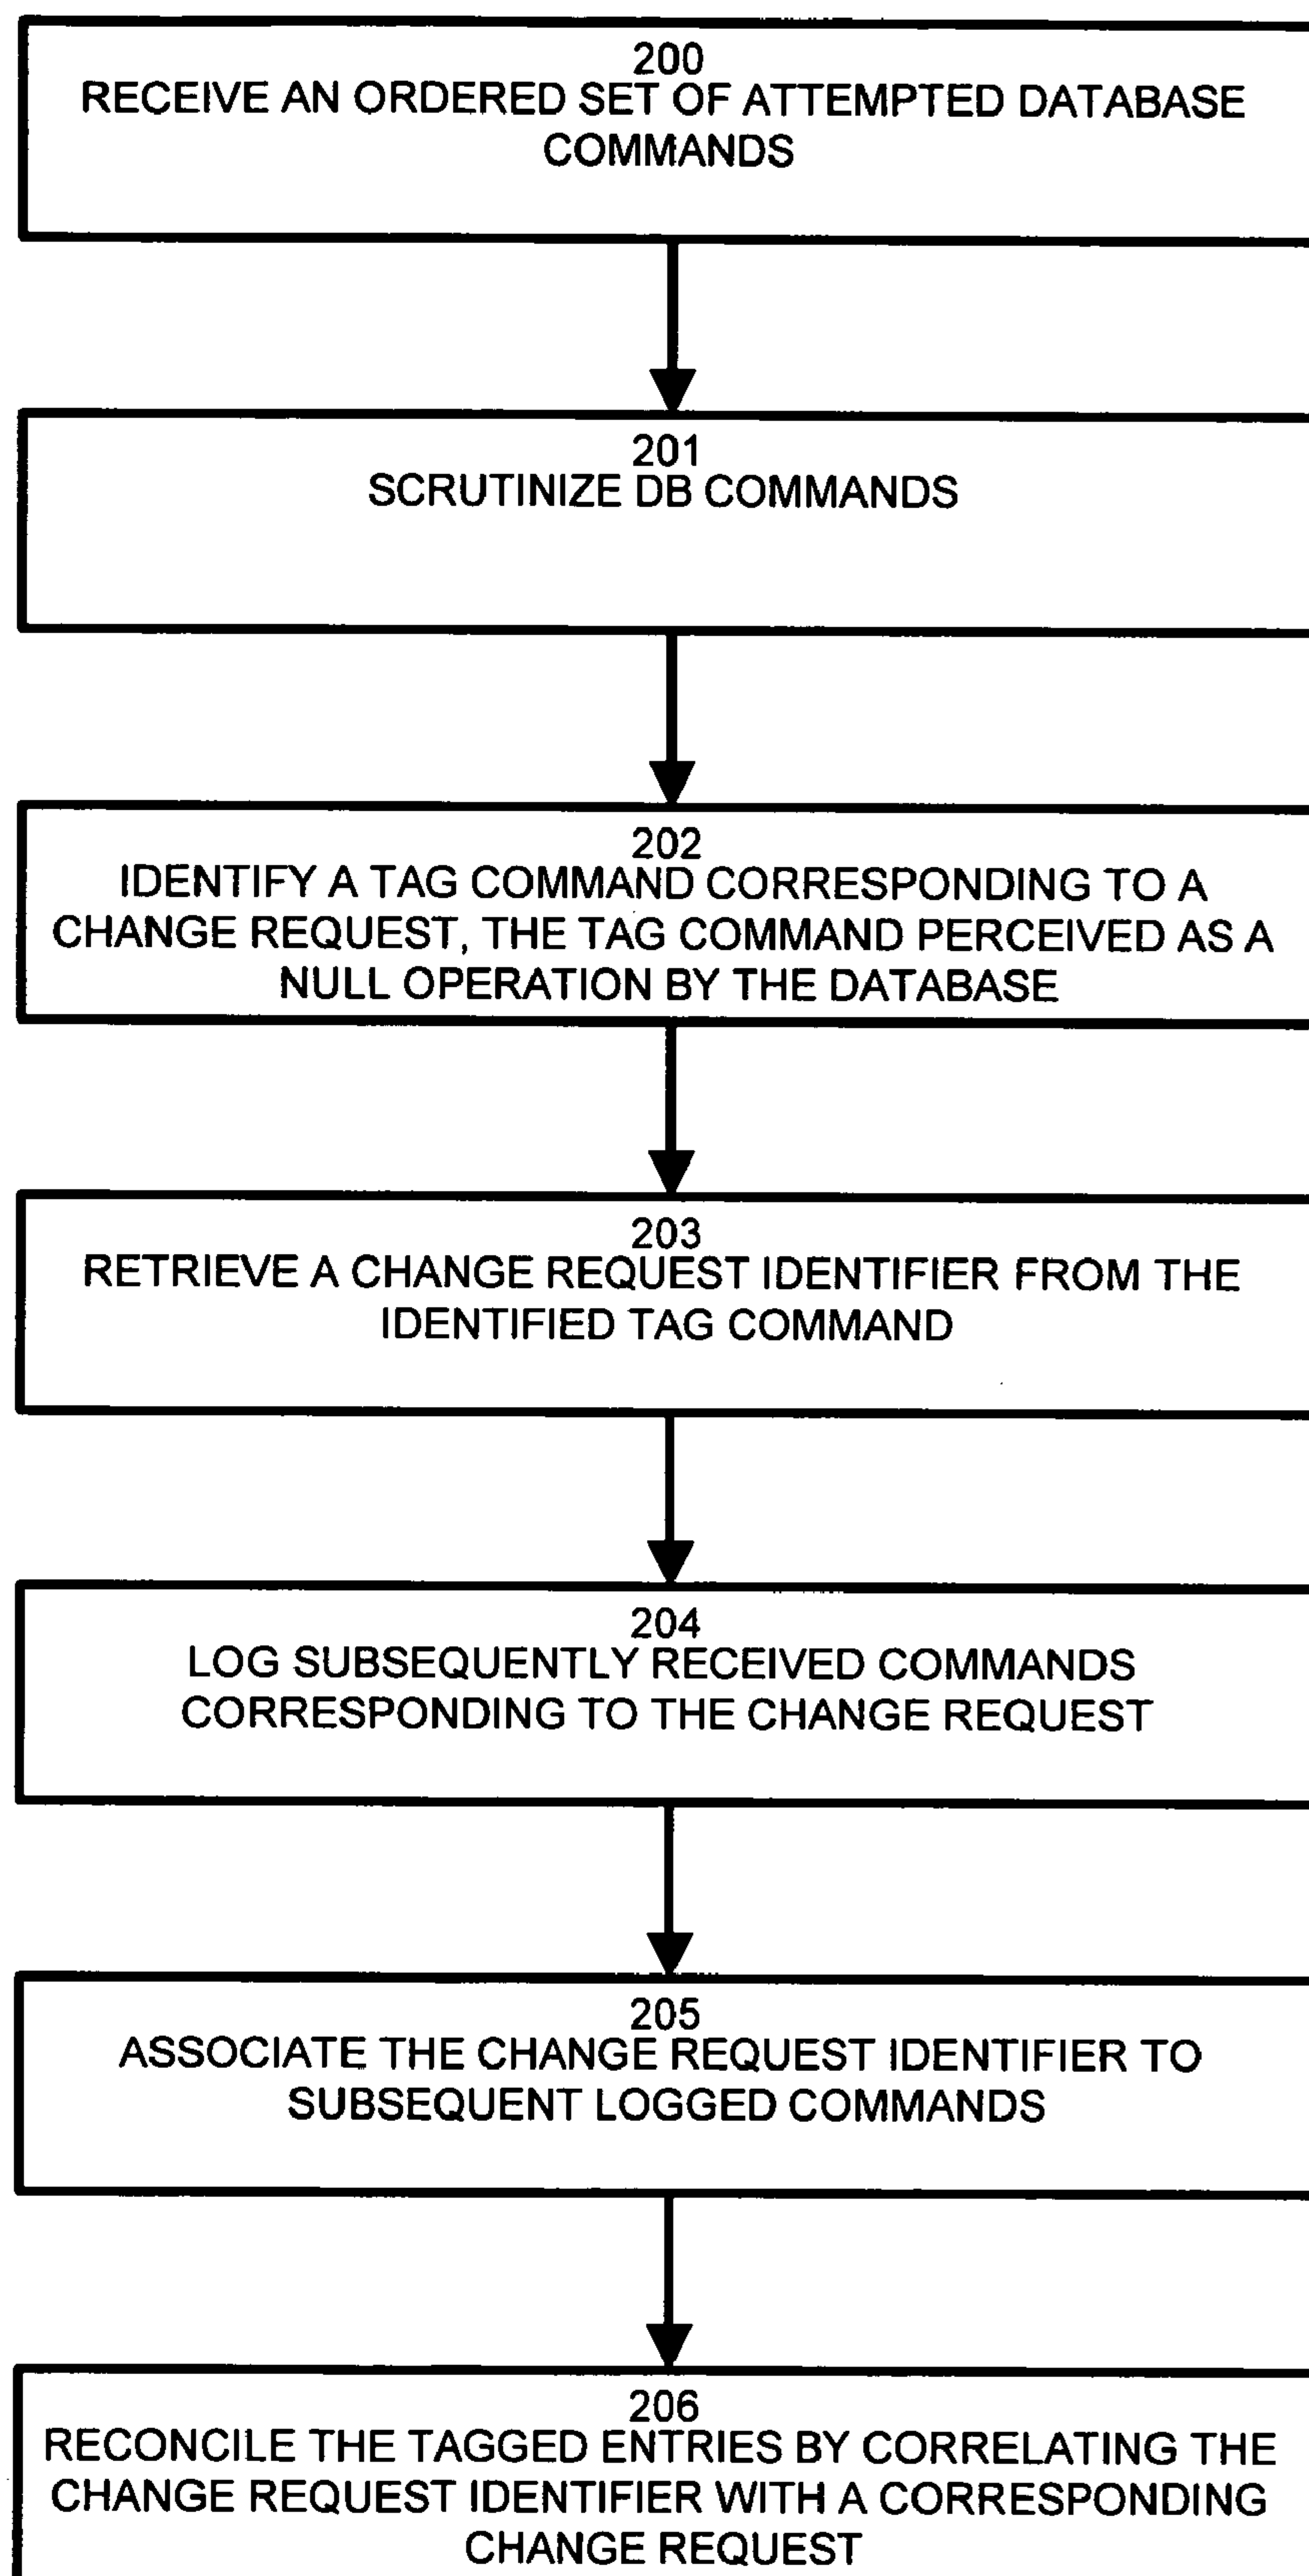 200
RECEIVE AN ORDERED SET OF ATTEMPTED DATABASE
COMMANDS
201
SCRUTINIZE DB COMMANDS
202
IDENTIFY A TAG COMMAND CORRESPONDING TO A
CHANGE REQUEST, THE TAG COMMAND PERCEIVED AS A
NULL OPERATION BY THE DATABASE
203
RETRIEVE A CHANGE REQUEST IDENTIFIER FROM THE
IDENTIFIED TAG COMMAND
204
LOG SUBSEQUENTLY RECEIVED COMMANDS
CORRESPONDING TO THE CHANGE REQUEST
205
ASSOCIATE THE CHANGE REQUEST IDENTIFIER TO
SUBSEQUENT LOGGED COMMANDS
206
RECONCILE THE TAGGED ENTRIES BY CORRELATING THE
CHANGE REQUEST IDENTIFIER WITH A CORRESPONDING
CHANGE REQUEST